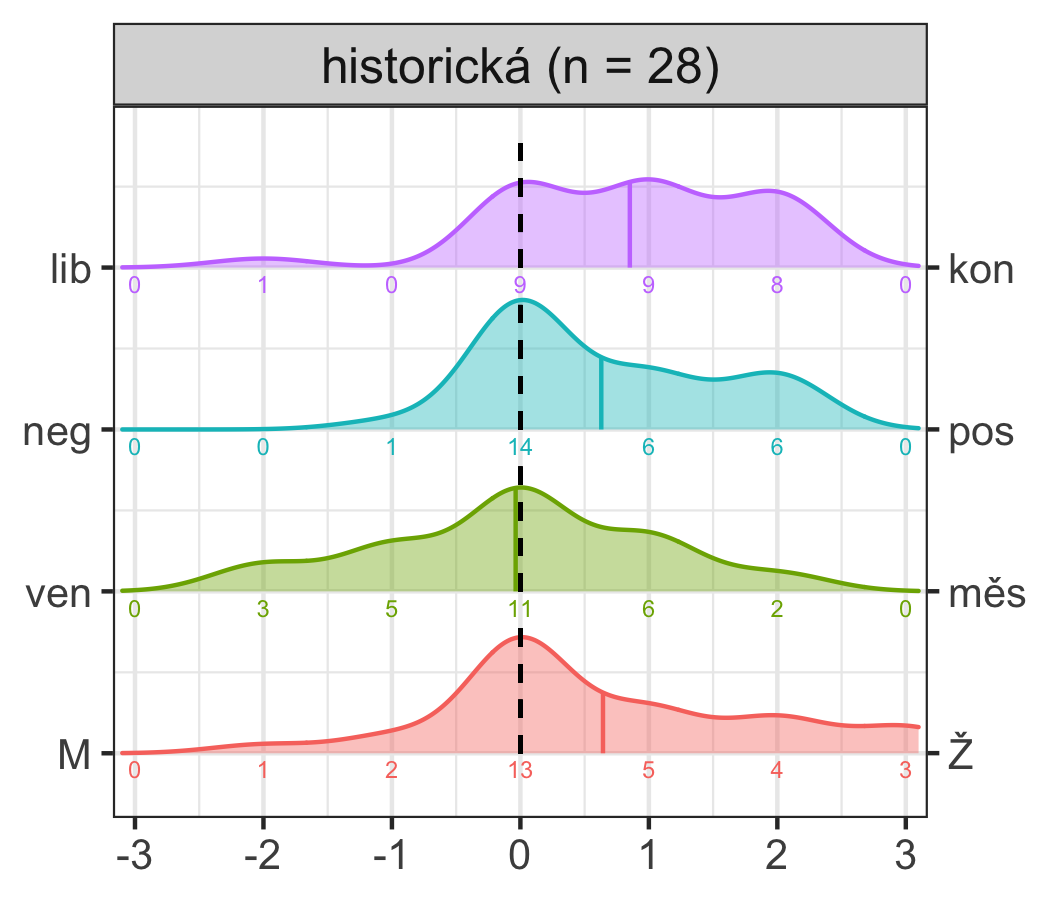 historická (n = 28)
lib kon
0 1 0 9 9 8 0
neg pos
0 0 1 14 6 6 0
ven měs
0 3 5 11 6 2 0
M Ž
0 1 2 13 5 4 3
-3 -2 -1 0 1 2 3